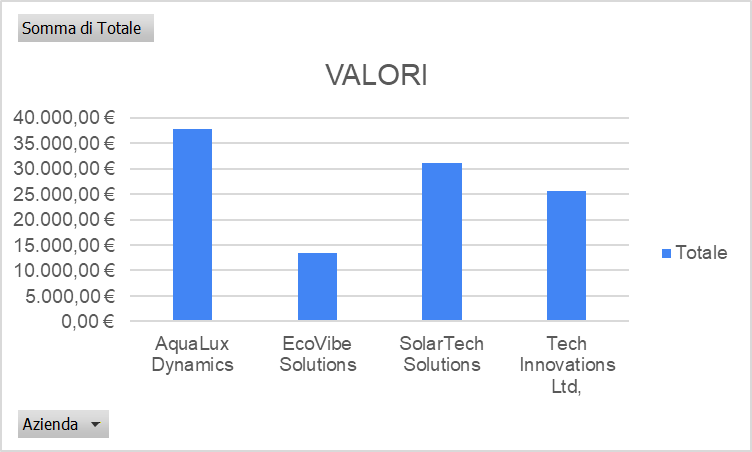 Somma di Totale
VALORI
40.000,00 €
35.000,00 €
30.000,00 €
25.000,00 €
20.000,00 €
15.000,00 €
10.000,00 €
5.000,00 €
0,00 €
AquaLux
Dynamics
EcoVibe
Solutions
SolarTech
Solutions
Tech
Innovations
Ltd,
Totale
Azienda